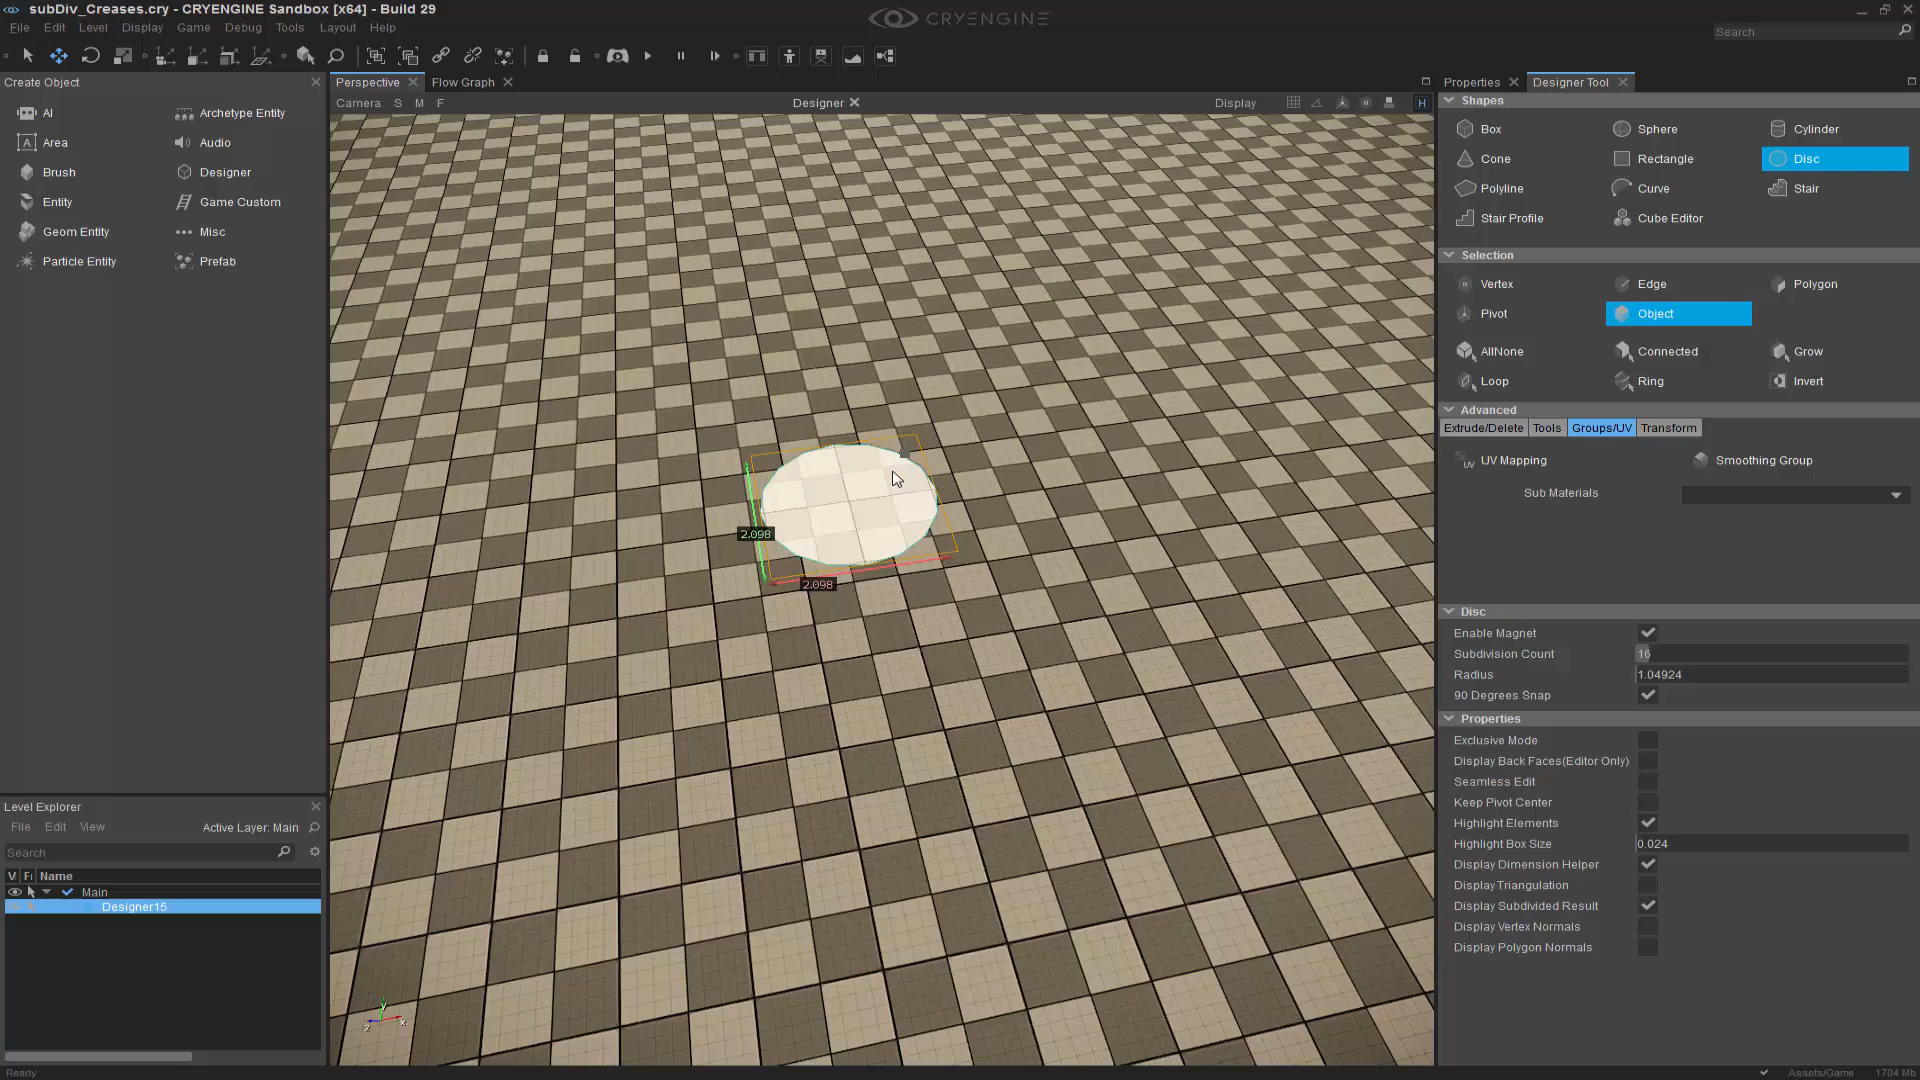 subDiv_Creases.cry - CRYENGINE Sandbox [x64] - Build 29
CRYENGINE
File Edit Level Display Game Debug Tools Layout Help
Search
Create Object
AI
Archetype Entity
Area
Audio
Brush
Designer
Entity
Game Custom
Geom Entity
Misc
Particle Entity
Prefab
Perspective
Flow Graph
Camera S M F
Designer
Display
H
2.098
2.098
y
z
x
Level Explorer
File Edit View
Active Layer: Main
Search
V Fi Name
Main
Designer15
Properties
Designer Tool
Shapes
Box
Sphere
Cylinder
Cone
Rectangle
Disc
Polyline
Curve
Stair
Stair Profile
Cube Editor
Selection
Vertex
Edge
Polygon
Pivot
Object
AllNone
Connected
Grow
Loop
Ring
Invert
Advanced
Extrude/Delete Tools Groups/UV Transform
UV UV Mapping
Smoothing Group
Sub Materials
Disc
Enable Magnet
Subdivision Count 16
Radius 1.04924
90 Degrees Snap
Properties
Exclusive Mode
Display Back Faces(Editor Only)
Seamless Edit
Keep Pivot Center
Highlight Elements
Highlight Box Size 0.024
Display Dimension Helper
Display Triangulation
Display Subdivided Result
Display Vertex Normals
Display Polygon Normals
Ready
Assets/Game 1704 Mb